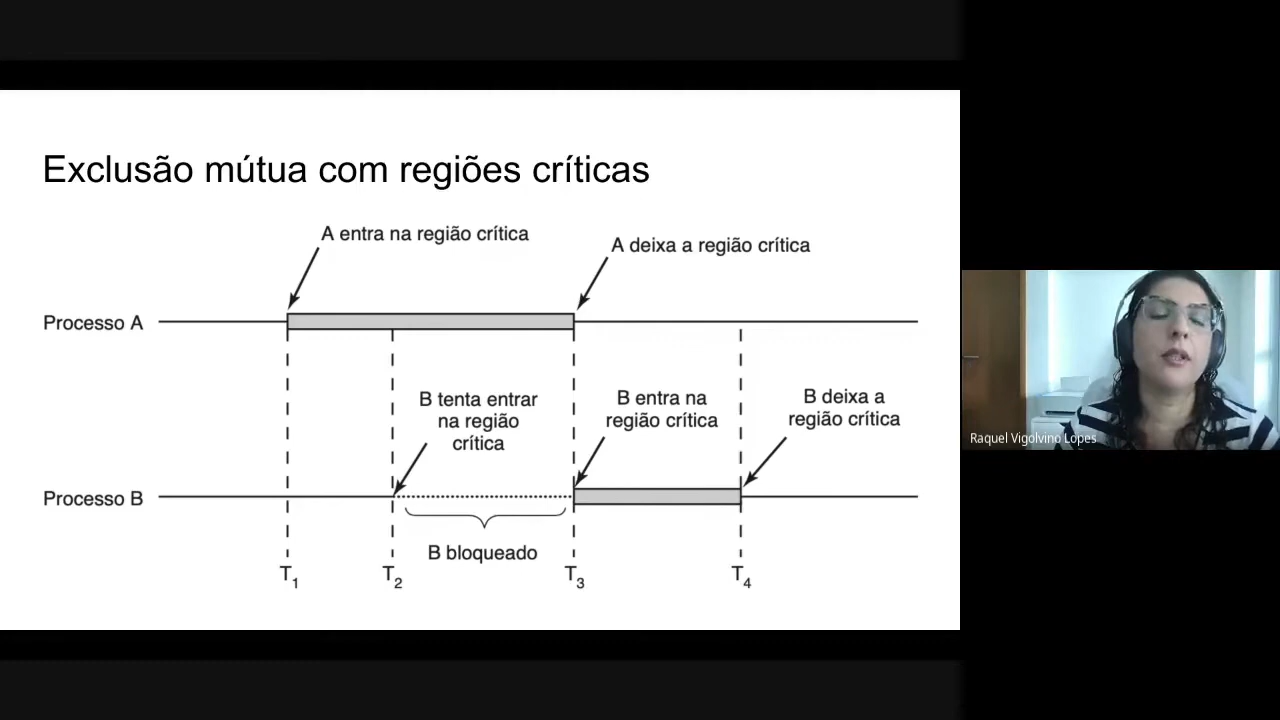 Exclusão mútua com regiões críticas
A entra na região crítica
A deixa a região crítica
Processo A
B tenta entrar
na região
crítica
B entra na
região crítica
B deixa a
região crítica
Processo B
B bloqueado
T1
T2
T3
T4
Raquel Vigolvino Lopes